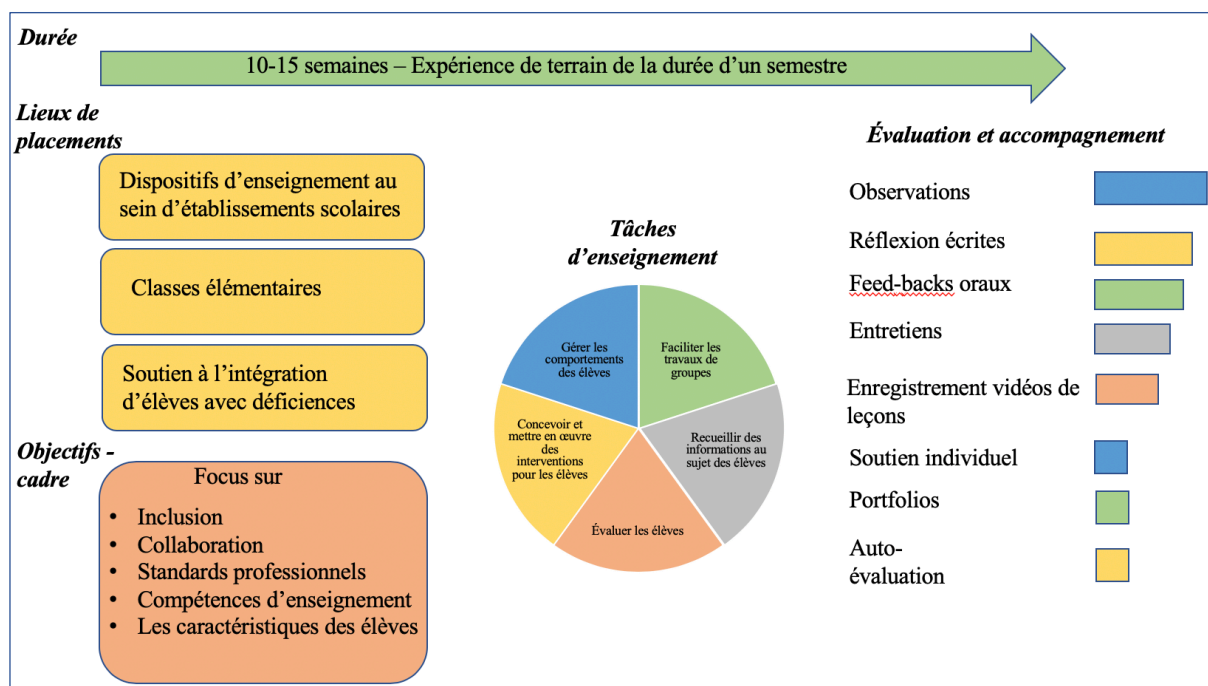 Durée
10-15 semaines – Expérience de terrain de la durée d’un semestre
Lieux de
placements
Dispositifs d’enseignement au
sein d’établissements scolaires
Classes élémentaires
Soutien à l’intégration
d’élèves avec déficiences
Objectifs -
cadre
Focus sur
• Inclusion
• Collaboration
• Standards professionnels
• Compétences d’enseignement
• Les caractéristiques des élèves
Tâches
d’enseignement
Gérer les
comportements
des élèves
Faciliter les
travaux de
groupes
Concevoir et
mettre en œuvre
des
interventions
pour les élèves
Recueillir des
informations au
sujet des élèves
Évaluer les élèves
Évaluation et accompagnement
Observations
Réflexion écrites
Feed-backs oraux
Entretiens
Enregistrement vidéos de
leçons
Soutien individuel
Portfolios
Auto-
évaluation